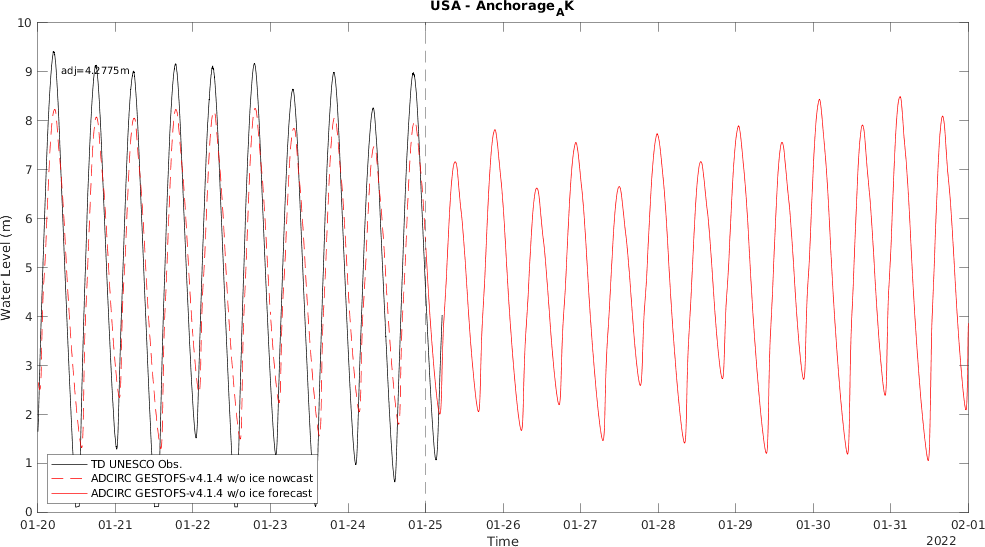 USA - Anchorage_AK
10
9
8
7
6
5
4
3
2
1
0
adj=4.2775m
Water Level (m)
TD UNESCO Obs.
ADCIRC GESTOFS-v4.1.4 w/o ice nowcast
ADCIRC GESTOFS-v4.1.4 w/o ice forecast
01-20 01-21 01-22 01-23 01-24 01-25 01-26 01-27 01-28 01-29 01-30 01-31 02-01
Time
2022